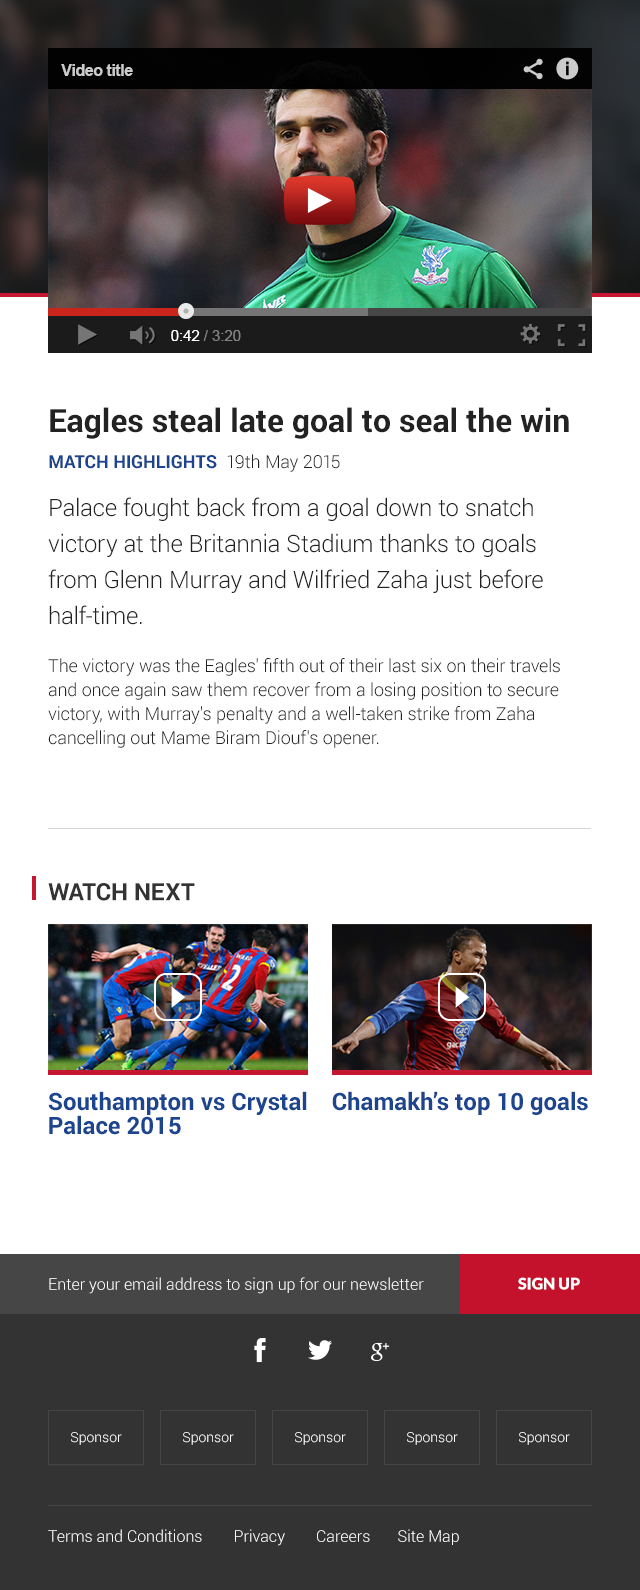 Video title
0:42 / 3:20
Eagles steal late goal to seal the win
MATCH HIGHLIGHTS 19th May 2015
Palace fought back from a goal down to snatch
victory at the Britannia Stadium thanks to goals
from Glenn Murray and Wilfried Zaha just before
half-time.
The victory was the Eagles' fifth out of their last six on their travels
and once again saw them recover from a losing position to secure
victory, with Murray's penalty and a well-taken strike from Zaha
cancelling out Mame Biram Diouf's opener.
WATCH NEXT
2
Southampton vs Crystal
Palace 2015
Chamakh’s top 10 goals
Enter your email address to sign up for our newsletter
SIGN UP
Sponsor Sponsor Sponsor Sponsor Sponsor
Terms and Conditions Privacy Careers Site Map